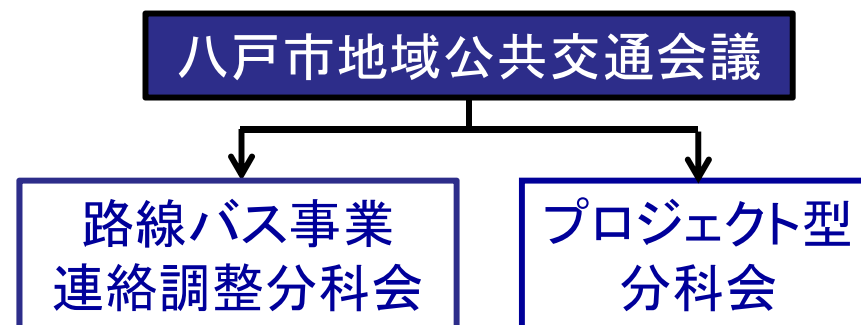 八戸市地域公共交通会議
路線バス事業
連絡調整分科会
プロジェクト型
分科会